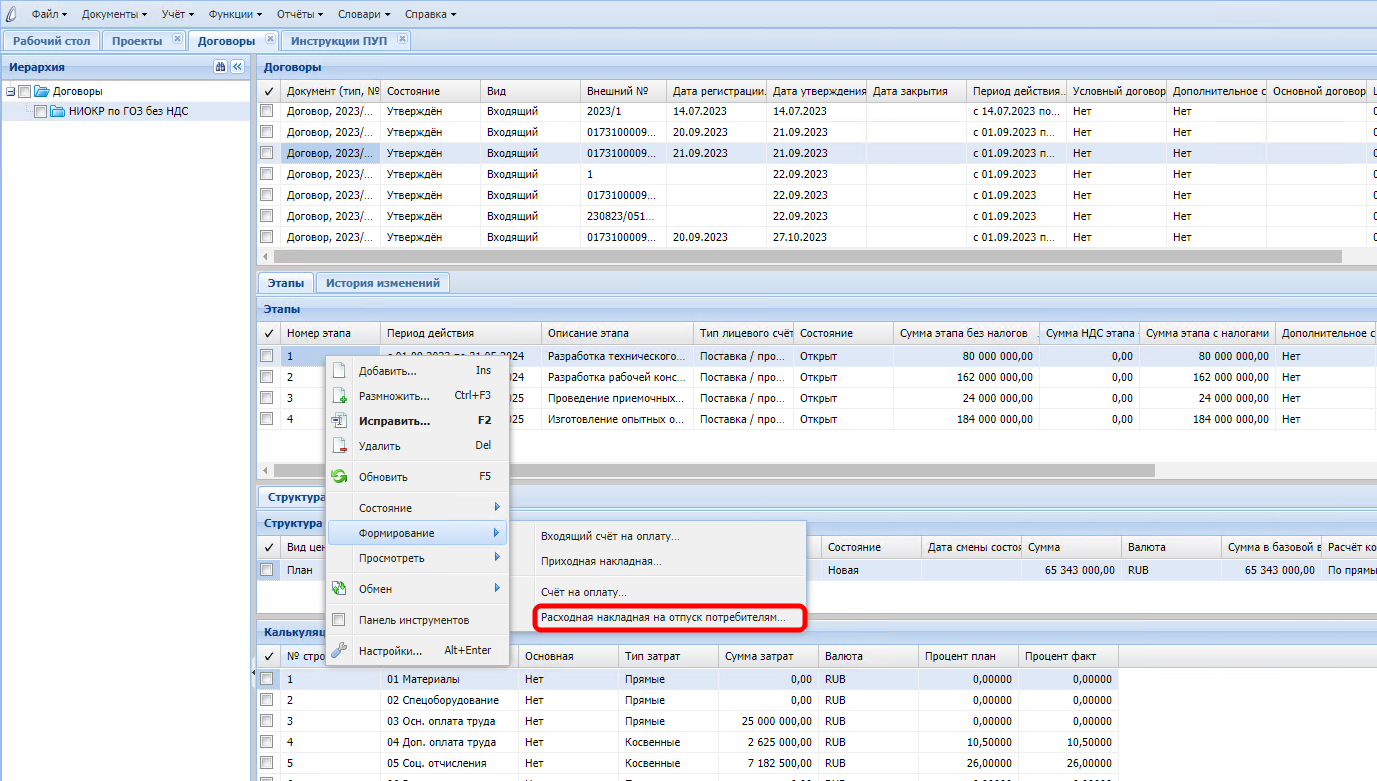 Файл Документы Учёт Функции Отчёты Словари Справка
Рабочий стол Проекты Договоры Инструкции ПУП
Иерархия
Договоры
НИОКР по ГОЗ без НДС
Договоры
Документ (тип, № Состояние Вид Внешний № Дата регистрации. Дата утверждения Дата закрытия Период действия.. Условный договор Дополнительное с Основной договор
Договор, 2023/... Утверждён Входящий 2023/1 14.07.2023 14.07.2023 с 14.07.2023 по... Нет Нет
Договор, 2023/... Утверждён Входящий 0173100009... 20.09.2023 21.09.2023 с 01.09.2023 п... Нет Нет
Договор, 2023/... Утверждён Входящий 0173100009... 21.09.2023 21.09.2023 с 01.09.2023 п... Нет Нет
Договор, 2023/... Утверждён Входящий 1 22.09.2023 с 01.09.2023 Нет Нет
Договор, 2023/... Утверждён Входящий 0173100009... 22.09.2023 с 01.09.2023 Нет Нет
Договор, 2023/... Утверждён Входящий 230823/051... 22.09.2023 с 01.09.2023 Нет Нет
Договор, 2023/... Утверждён Входящий 0173100009... 20.09.2023 27.10.2023 с 01.09.2023 п... Нет Нет
Этапы История изменений
Этапы
Номер этапа Период действия Описание этапа Тип лицевого счёт Состояние Сумма этапа без налогов Сумма НДС этапа Сумма этапа с налогами Дополнительное с
1 2024 Разработка технического... Поставка / про... Открыт 80 000 000,00 0,00 80 000 000,00 Нет
2 024 Разработка рабочей конс... Поставка / про... Открыт 162 000 000,00 0,00 162 000 000,00 Нет
3 025 Проведение приемочных... Поставка / про... Открыт 24 000 000,00 0,00 24 000 000,00 Нет
4 025 Изготовление опытных о... Поставка / про... Открыт 184 000 000,00 0,00 184 000 000,00 Нет
Добавить... Ins
Размножить... Ctrl+F3
Исправить... F2
Удалить Del
Обновить F5
Состояние
Формирование
Просмотреть
Обмен
Панель инструментов
Настройки... Alt+Enter
Входящий счёт на оплату...
Приходная накладная...
Счёт на оплату...
Расходная накладная на отпуск потребителям...
Структура
Структура
Вид цен Состояние Дата смены состоя Сумма Валюта Сумма в базовой в Расчёт ко
План Новая 65 343 000,00 RUB 65 343 000,00 По прямы
Калькуляц
№ стро Основная Тип затрат Сумма затрат Валюта Процент план Процент факт
1 01 Материалы Нет Прямые 0,00 RUB 0,00000 0,00000
2 02 Спецоборудование Нет Прямые 0,00 RUB 0,00000 0,00000
3 03 Осн. оплата труда Нет Прямые 25 000 000,00 RUB 0,00000 0,00000
4 04 Доп. оплата труда Нет Косвенные 2 625 000,00 RUB 10,50000 10,50000
5 05 Соц. отчисления Нет Косвенные 7 182 500,00 RUB 26,00000 26,00000